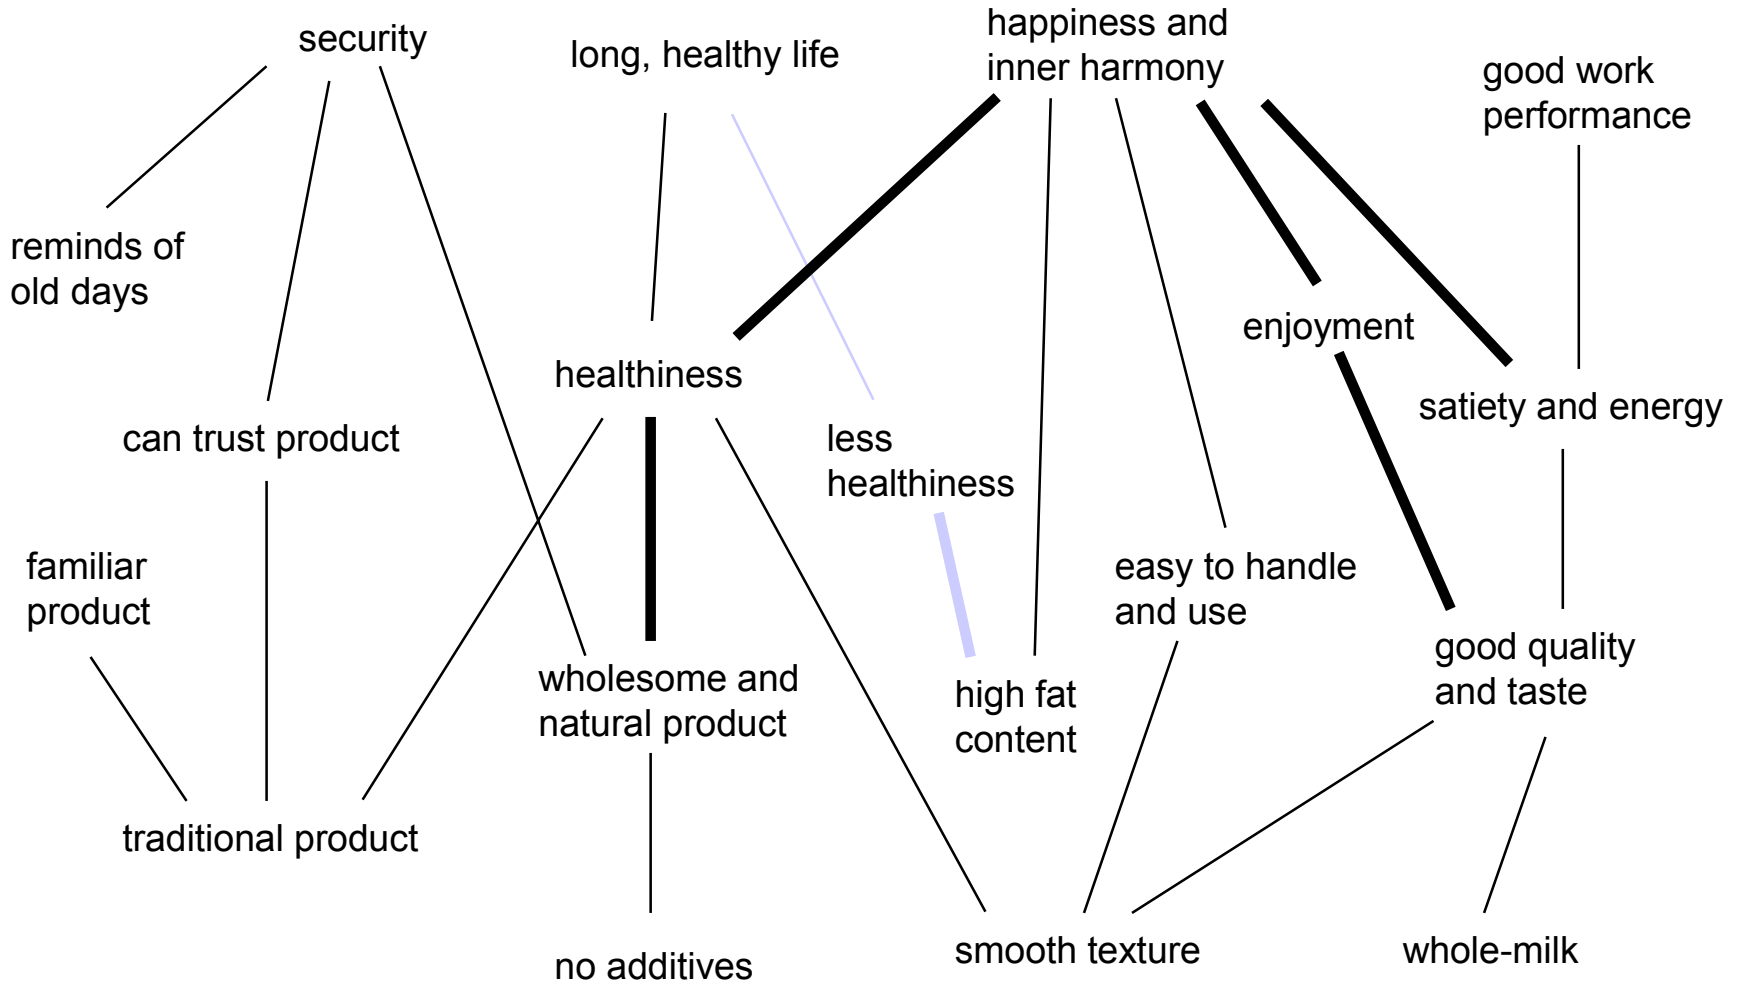 security
long, healthy life
happiness and
inner harmony
good work
performance
reminds of
old days
enjoyment
healthiness
satiety and energy
can trust product
less
healthiness
familiar
product
easy to handle
and use
good quality
and taste
wholesome and
natural product
high fat
content
traditional product
no additives
smooth texture
whole-milk